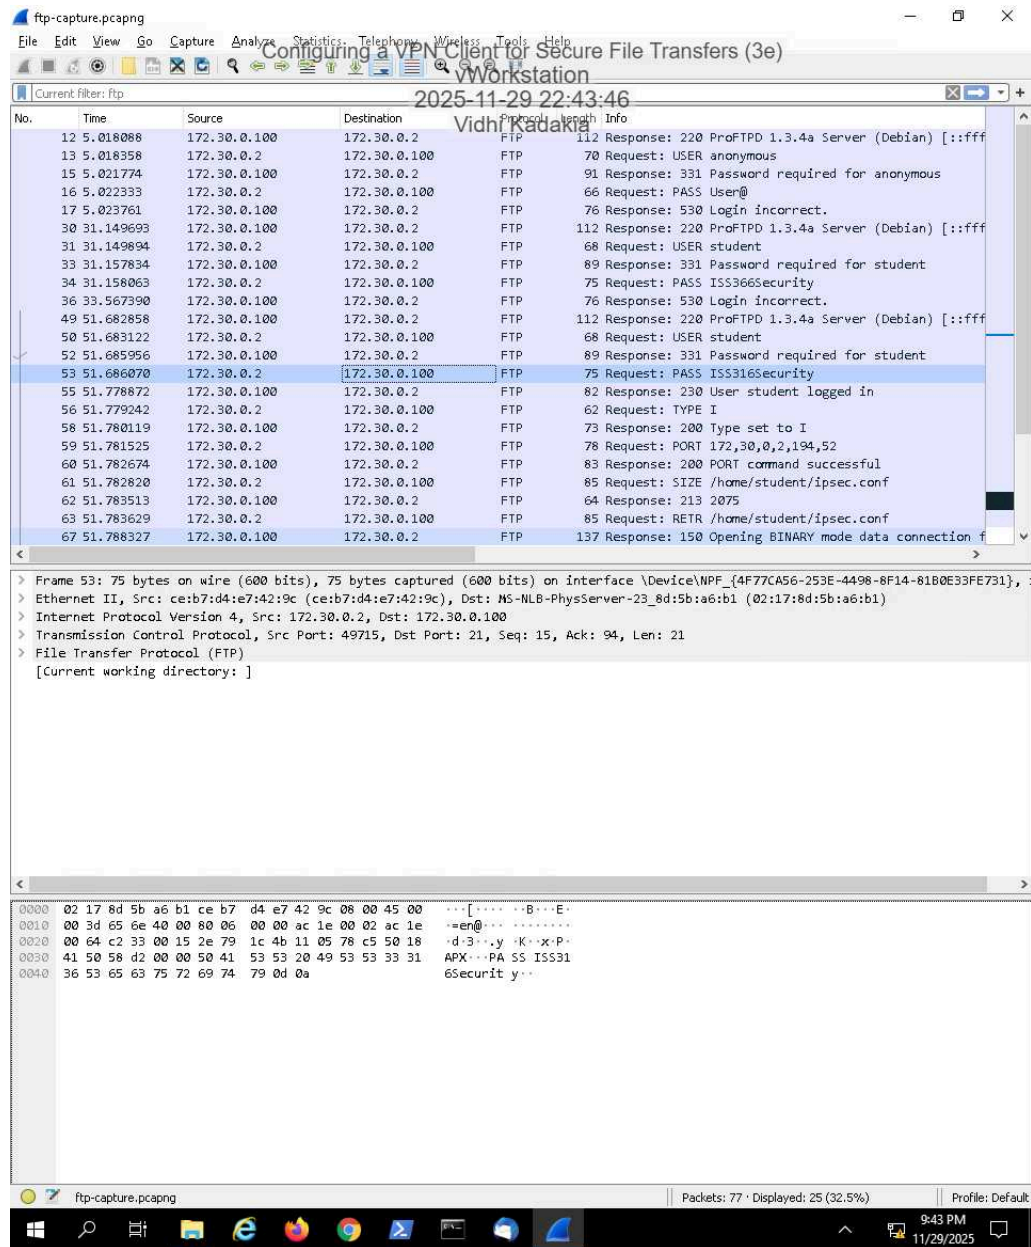 ftp-capture.pcapng
File Edit View Go Capture Analyze Statistics Telephony Wireless Tools Help
Configuring a VPN Client for Secure File Transfers (3e)
vWorkstation
2025-11-29 22:43:46
Vidhi Kadakia
Current filter: ftp
No. Time Source Destination Protocol Length Info
12 5.018088 172.30.0.100 172.30.0.2 FTP 112 Response: 220 ProFTPD 1.3.4a Server (Debian) [::fff
13 5.018358 172.30.0.2 172.30.0.100 FTP 70 Request: USER anonymous
15 5.021774 172.30.0.100 172.30.0.2 FTP 91 Response: 331 Password required for anonymous
16 5.022333 172.30.0.2 172.30.0.100 FTP 66 Request: PASS User@
17 5.023761 172.30.0.100 172.30.0.2 FTP 76 Response: 530 Login incorrect.
30 31.149693 172.30.0.100 172.30.0.2 FTP 112 Response: 220 ProFTPD 1.3.4a Server (Debian) [::fff
31 31.149894 172.30.0.2 172.30.0.100 FTP 68 Request: USER student
33 31.157834 172.30.0.100 172.30.0.2 FTP 89 Response: 331 Password required for student
34 31.158063 172.30.0.2 172.30.0.100 FTP 75 Request: PASS ISS366Security
36 33.567390 172.30.0.100 172.30.0.2 FTP 76 Response: 530 Login incorrect.
49 51.682858 172.30.0.100 172.30.0.2 FTP 112 Response: 220 ProFTPD 1.3.4a Server (Debian) [::fff
50 51.683122 172.30.0.2 172.30.0.100 FTP 68 Request: USER student
52 51.685956 172.30.0.100 172.30.0.2 FTP 89 Response: 331 Password required for student
53 51.686070 172.30.0.2 172.30.0.100 FTP 75 Request: PASS ISS316Security
55 51.778872 172.30.0.100 172.30.0.2 FTP 82 Response: 230 User student logged in
56 51.779242 172.30.0.2 172.30.0.100 FTP 62 Request: TYPE I
58 51.780119 172.30.0.100 172.30.0.2 FTP 73 Response: 200 Type set to I
59 51.781525 172.30.0.2 172.30.0.100 FTP 78 Request: PORT 172,30,0,2,194,52
60 51.782674 172.30.0.100 172.30.0.2 FTP 83 Response: 200 PORT command successful
61 51.782820 172.30.0.2 172.30.0.100 FTP 85 Request: SIZE /home/student/ipsec.conf
62 51.783513 172.30.0.100 172.30.0.2 FTP 64 Response: 213 2075
63 51.783629 172.30.0.2 172.30.0.100 FTP 85 Request: RETR /home/student/ipsec.conf
67 51.788327 172.30.0.100 172.30.0.2 FTP 137 Response: 150 Opening BINARY mode data connection f
Frame 53: 75 bytes on wire (600 bits), 75 bytes captured (600 bits) on interface \Device\NPF_{4F77CA56-253E-4498-8F14-81B0E33FE731},
Ethernet II, Src: ce:b7:d4:e7:42:9c (ce:b7:d4:e7:42:9c), Dst: MS-NLB-PhysServer-23_8d:5b:a6:b1 (02:17:8d:5b:a6:b1)
Internet Protocol Version 4, Src: 172.30.0.2, Dst: 172.30.0.100
Transmission Control Protocol, Src Port: 49715, Dst Port: 21, Seq: 15, Ack: 94, Len: 21
File Transfer Protocol (FTP)
[Current working directory: ]
0000 02 17 8d 5b a6 b1 ce b7 d4 e7 42 9c 08 00 45 00 ···[···· ··B···E·
0010 00 3d 65 6e 40 00 80 06 00 00 ac 1e 00 02 ac 1e ·=en@··· ········
0020 00 64 c2 33 00 15 2e 79 1c 4b 11 05 78 c5 50 18 ·d·3··.y ·K··x·P·
0030 41 50 58 d2 00 00 50 41 53 53 20 49 53 53 33 31 APX···PA SS ISS31
0040 36 53 65 63 75 72 69 74 79 0d 0a 6Securit y··
ftp-capture.pcapng
Packets: 77 · Displayed: 25 (32.5%)
Profile: Default
9:43 PM
11/29/2025